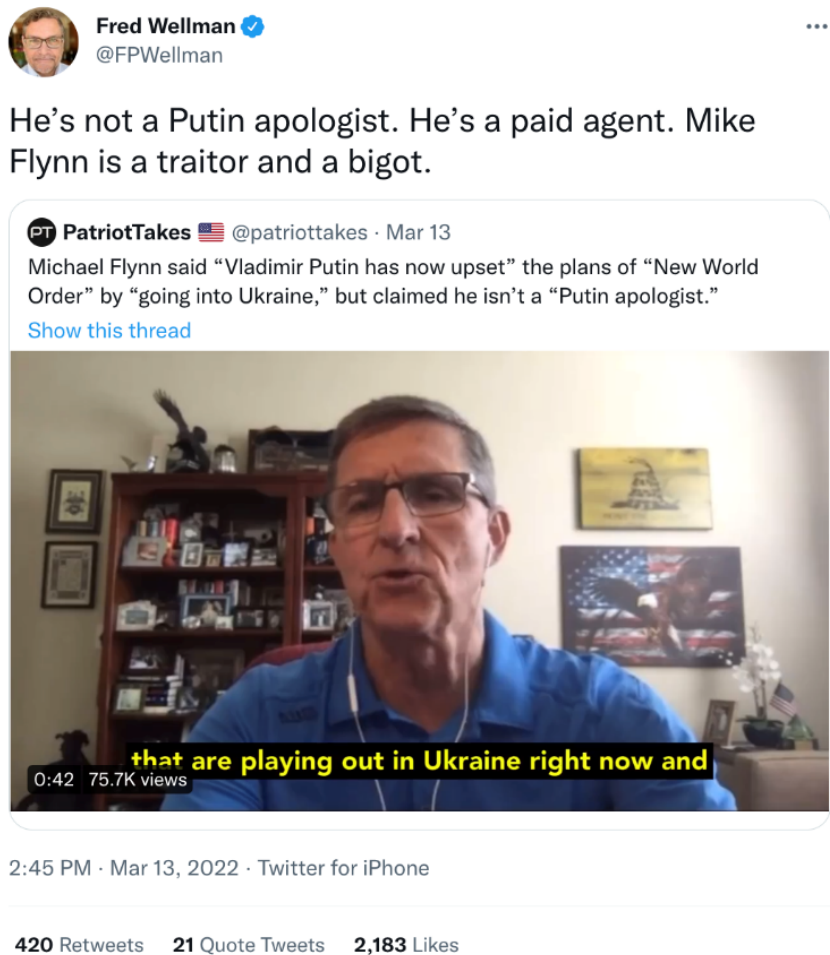 Fred Wellman
@FPWellman
He’s not a Putin apologist. He’s a paid agent. Mike
Flynn is a traitor and a bigot.
PT PatriotTakes 🇺🇸 @patriottakes · Mar 13
Michael Flynn said “Vladimir Putin has now upset” the plans of “New World
Order” by “going into Ukraine,” but claimed he isn’t a “Putin apologist.”
Show this thread
that are playing out in Ukraine right now and
0:42 75.7K views
2:45 PM · Mar 13, 2022 · Twitter for iPhone
420 Retweets 21 Quote Tweets 2,183 Likes